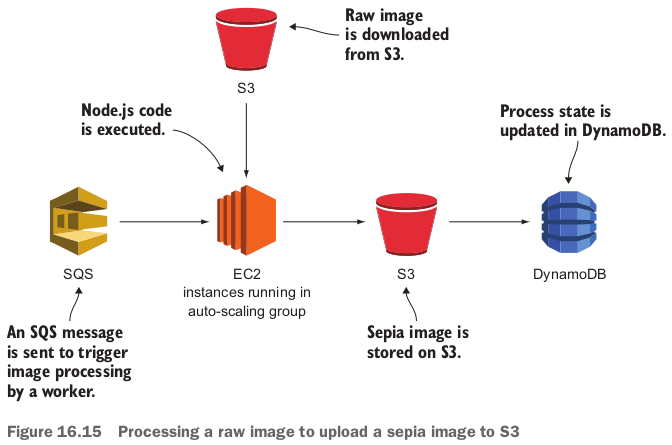 Raw image
is downloaded
from S3.
S3
Node.js code
is executed.
Process state is
updated in DynamoDB.
SQS
EC2
instances running in
auto-scaling group
S3
DynamoDB
An SQS message
is sent to trigger
image processing
by a worker.
Sepia image is
stored on S3.
Figure 16.15 Processing a raw image to upload a sepia image to S3